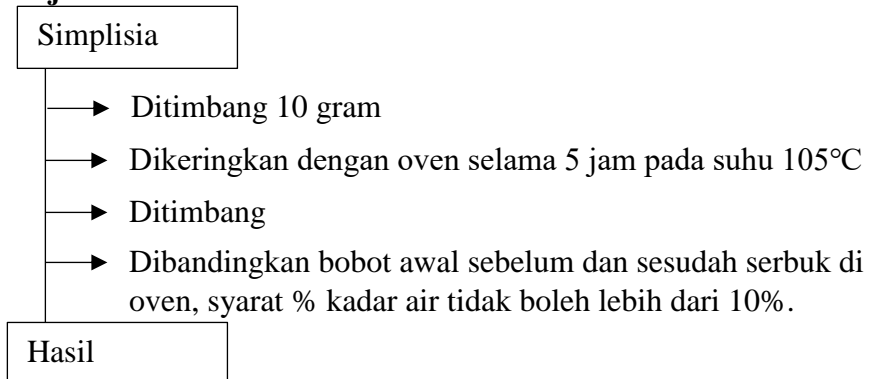 Simplisia
Ditimbang 10 gram
Dikeringkan dengan oven selama 5 jam pada suhu 105°C
Ditimbang
Dibandingkan bobot awal sebelum dan sesudah serbuk di
oven, syarat % kadar air tidak boleh lebih dari 10%.
Hasil